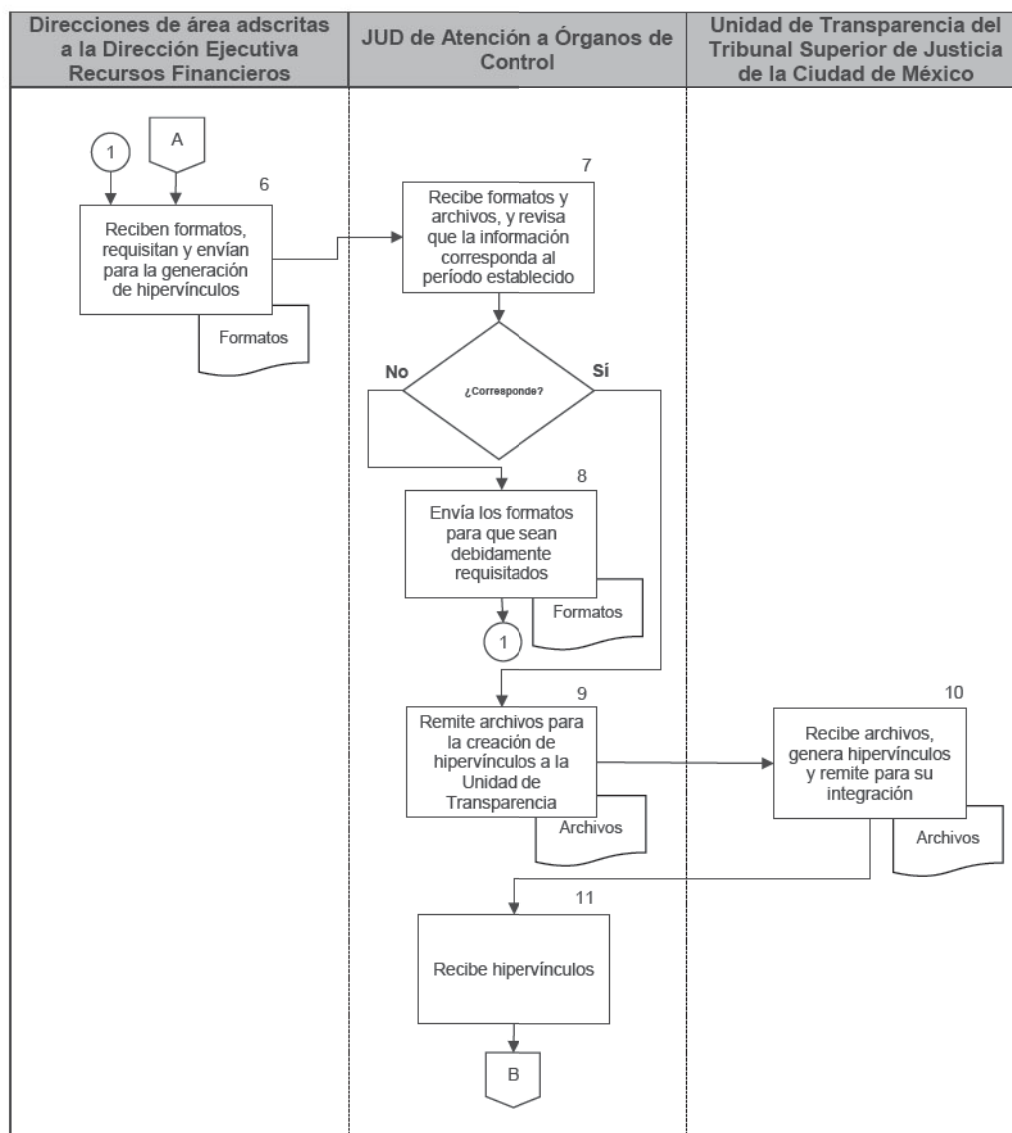 Direcciones de área adscritas
a la Dirección Ejecutiva
Recursos Financieros
JUD de Atención a Órganos de
Control
Unidad de Transparencia del
Tribunal Superior de Justicia
de la Ciudad de México
1
A
6
Reciben formatos,
requisitan y envían
para la generación
de hipervínculos
Formatos
7
Recibe formatos y
archivos, y revisa
que la información
corresponda al
período establecido
No
¿Corresponde?
Sí
8
Envía los formatos
para que sean
debidamente
requisitados
Formatos
1
9
Remite archivos para
la creación de
hipervínculos a la
Unidad de
Transparencia
Archivos
10
Recibe archivos,
genera hipervínculos
y remite para su
integración
Archivos
11
Recibe hipervínculos
B